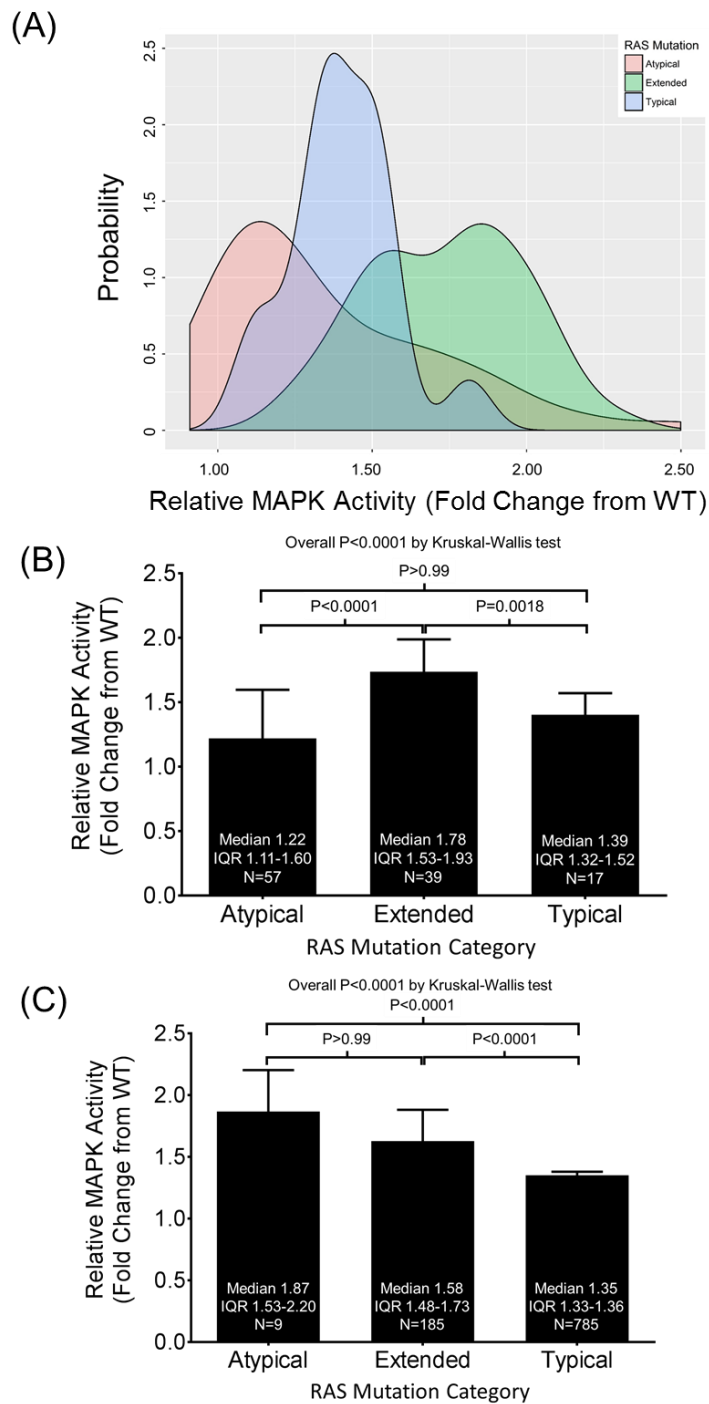 (A)
RAS Mutation
Atypical
Extended
Typical
Probability
2.5
2.0
1.5
1.0
0.5
0
1.00 1.50 2.00 2.50
Relative MAPK Activity (Fold Change from WT)
(B)
Overall P<0.0001 by Kruskal-Wallis test
P>0.99
P<0.0001 P=0.0018
Relative MAPK Activity
(Fold Change from WT)
2.5
2.0
1.5
1.0
0.5
0.0
Median 1.22
IQR 1.11-1.60
N=57
Median 1.78
IQR 1.53-1.93
N=39
Median 1.39
IQR 1.32-1.52
N=17
Atypical Extended Typical
RAS Mutation Category
(C)
Overall P<0.0001 by Kruskal-Wallis test
P<0.0001
P>0.99 P<0.0001
Relative MAPK Activity
(Fold Change from WT)
2.5
2.0
1.5
1.0
0.5
0.0
Median 1.87
IQR 1.53-2.20
N=9
Median 1.58
IQR 1.48-1.73
N=185
Median 1.35
IQR 1.33-1.36
N=785
Atypical Extended Typical
RAS Mutation Category